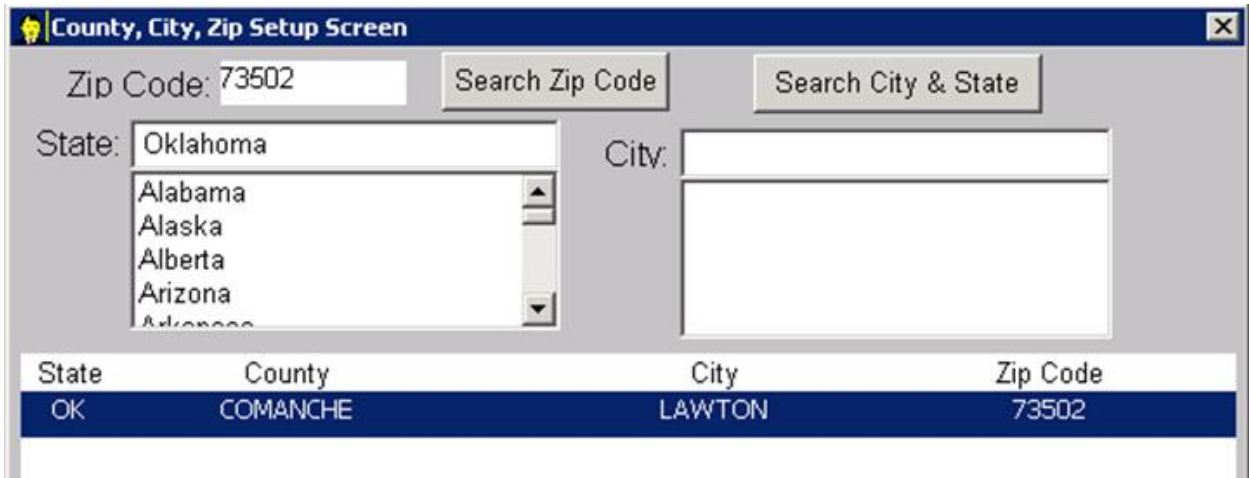 County, City, Zip Setup Screen
Zip Code: 73502 Search Zip Code Search City & State
State: Oklahoma City:
Alabama
Alaska
Alberta
Arizona
State County City Zip Code
OK COMANCHE LAWTON 73502